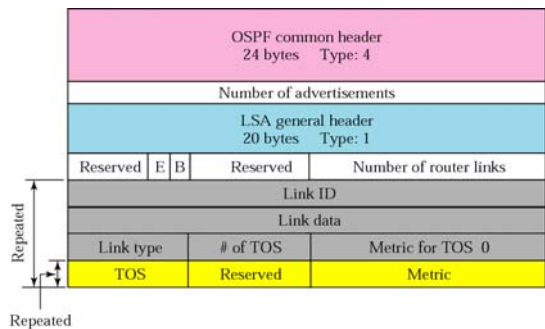 OSPF common header
24 bytes Type: 4
Number of advertisements
LSA general header
20 bytes Type: 1
Reserved E B Reserved Number of router links
Link ID
Link data
Link type # of TOS Metric for TOS 0
TOS Reserved Metric
Repeated
Repeated